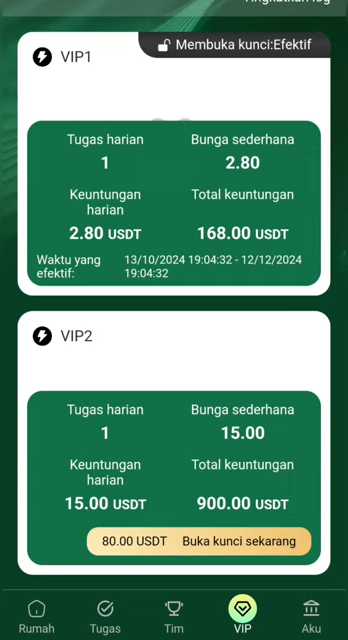 Angkatkan log
Membuka kunci:Efektif
VIP1
Tugas harian
Bunga sederhana
1
2.80
Keuntungan
harian
Total keuntungan
2.80 USDT
168.00 USDT
Waktu yang
efektif:
13/10/2024 19:04:32 - 12/12/2024
19:04:32
VIP2
Tugas harian
Bunga sederhana
1
15.00
Keuntungan
harian
Total keuntungan
15.00 USDT
900.00 USDT
80.00 USDT Buka kunci sekarang
Rumah
Tugas
Tim
VIP
Aku